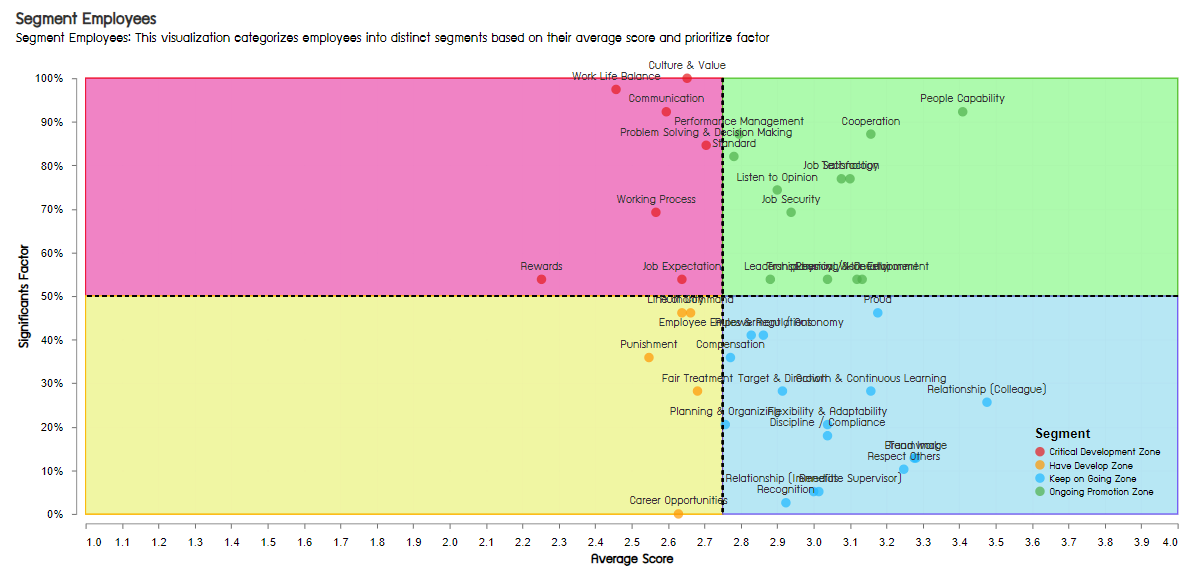 Segment Employees
Segment Employees: This visualization categorizes employees into distinct segments based on their average score and prioritize factor
Culture & Value
Work Life Balance
100%
Communication
People Capability
90%
Performance Management
Cooperation
Problem Solving & Decision Making
Standard
80%
Job Satisfaction
Technology
Listen to Opinion
70%
Working Process
Job Security
60%
Rewards
Job Expectation
Leadership
50%
Line of Command
Proud
Employee Empowerment / Autonomy
Rules & Regulations
40%
Punishment
Compensation
30%
Fair Treatment
Target & Direction
Growth & Continuous Learning
Relationship (Colleague)
Planning & Organizing
Flexibility & Adaptability
20%
Discipline / Compliance
Brand Image
Teamwork
Respect Others
10%
Relationship (Immediate Supervisor)
Benefits
Recognition
Career Opportunities
0%
Significants Factor
Segment
Critical Development Zone
Have Develop Zone
Keep on Going Zone
Ongoing Promotion Zone
1.0 1.1 1.2 1.3 1.4 1.5 1.6 1.7 1.8 1.9 2.0 2.1 2.2 2.3 2.4 2.5 2.6 2.7 2.8 2.9 3.0 3.1 3.2 3.3 3.4 3.5 3.6 3.7 3.8 3.9 4.0
Average Score